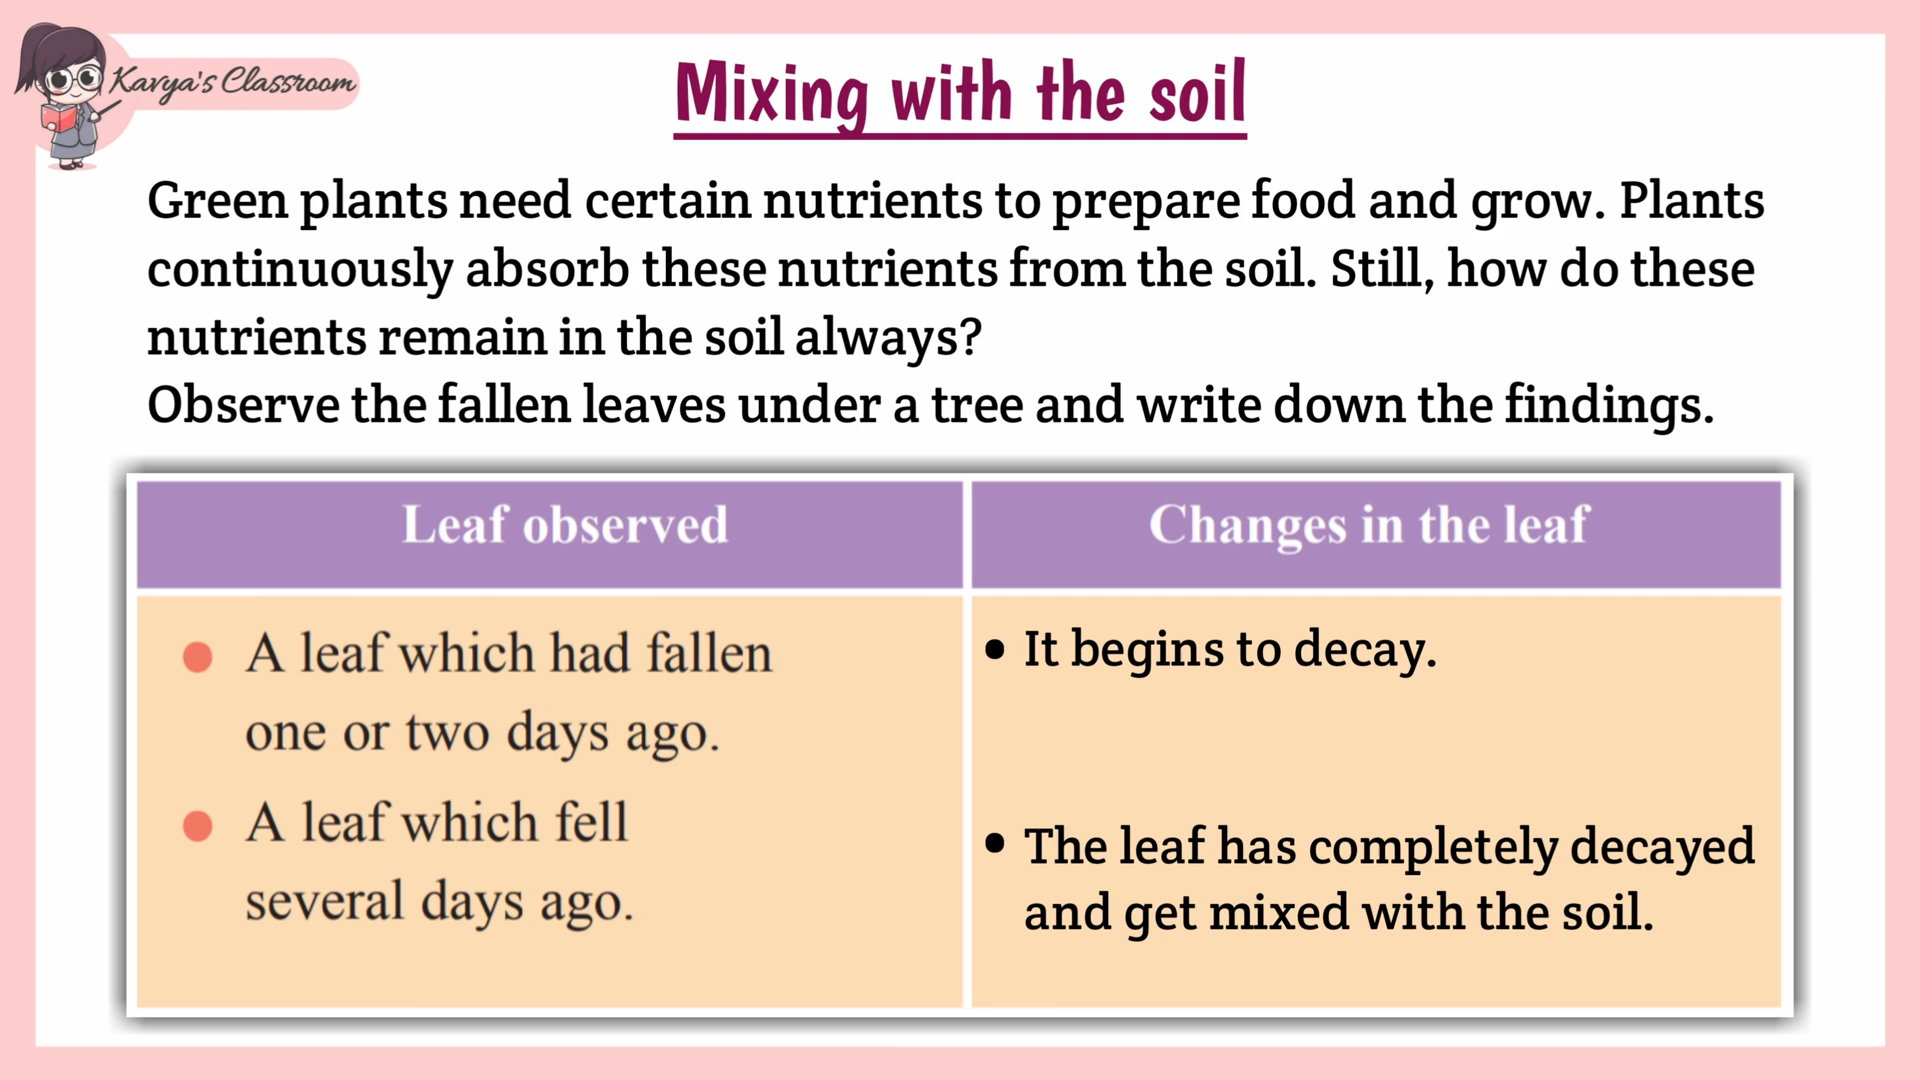 Karya's Classroom
Mixing with the soil
Green plants need certain nutrients to prepare food and grow. Plants
continuously absorb these nutrients from the soil. Still, how do these
nutrients remain in the soil always?
Observe the fallen leaves under a tree and write down the findings.
Leaf observed
Changes in the leaf
● A leaf which had fallen
one or two days ago.
• It begins to decay.
● A leaf which fell
several days ago.
• The leaf has completely decayed
and get mixed with the soil.